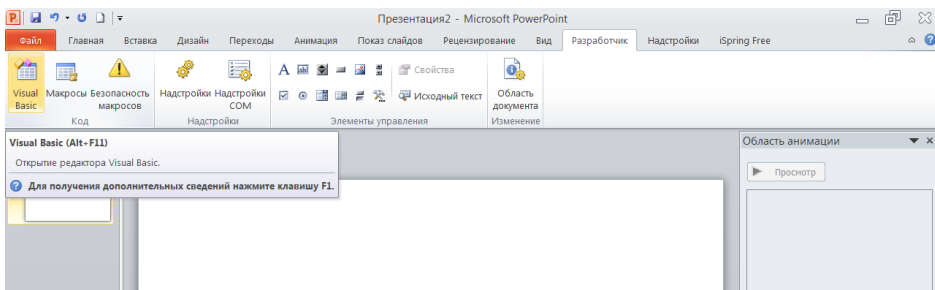 Презентация2 - Microsoft PowerPoint
Файл Главная Вставка Дизайн Переходы Анимация Показ слайдов Рецензирование Вид Разработчик Надстройки iSpring Free
Visual Basic
Макросы
Безопасность макросов
Код
Надстройки
Надстройки COM
Надстройки
Свойства
Исходный текст
Элементы управления
Область документа
Изменение
Visual Basic (Alt+F11)
Открытие редактора Visual Basic.
Для получения дополнительных сведений нажмите клавишу F1.
Область анимации
Просмотр